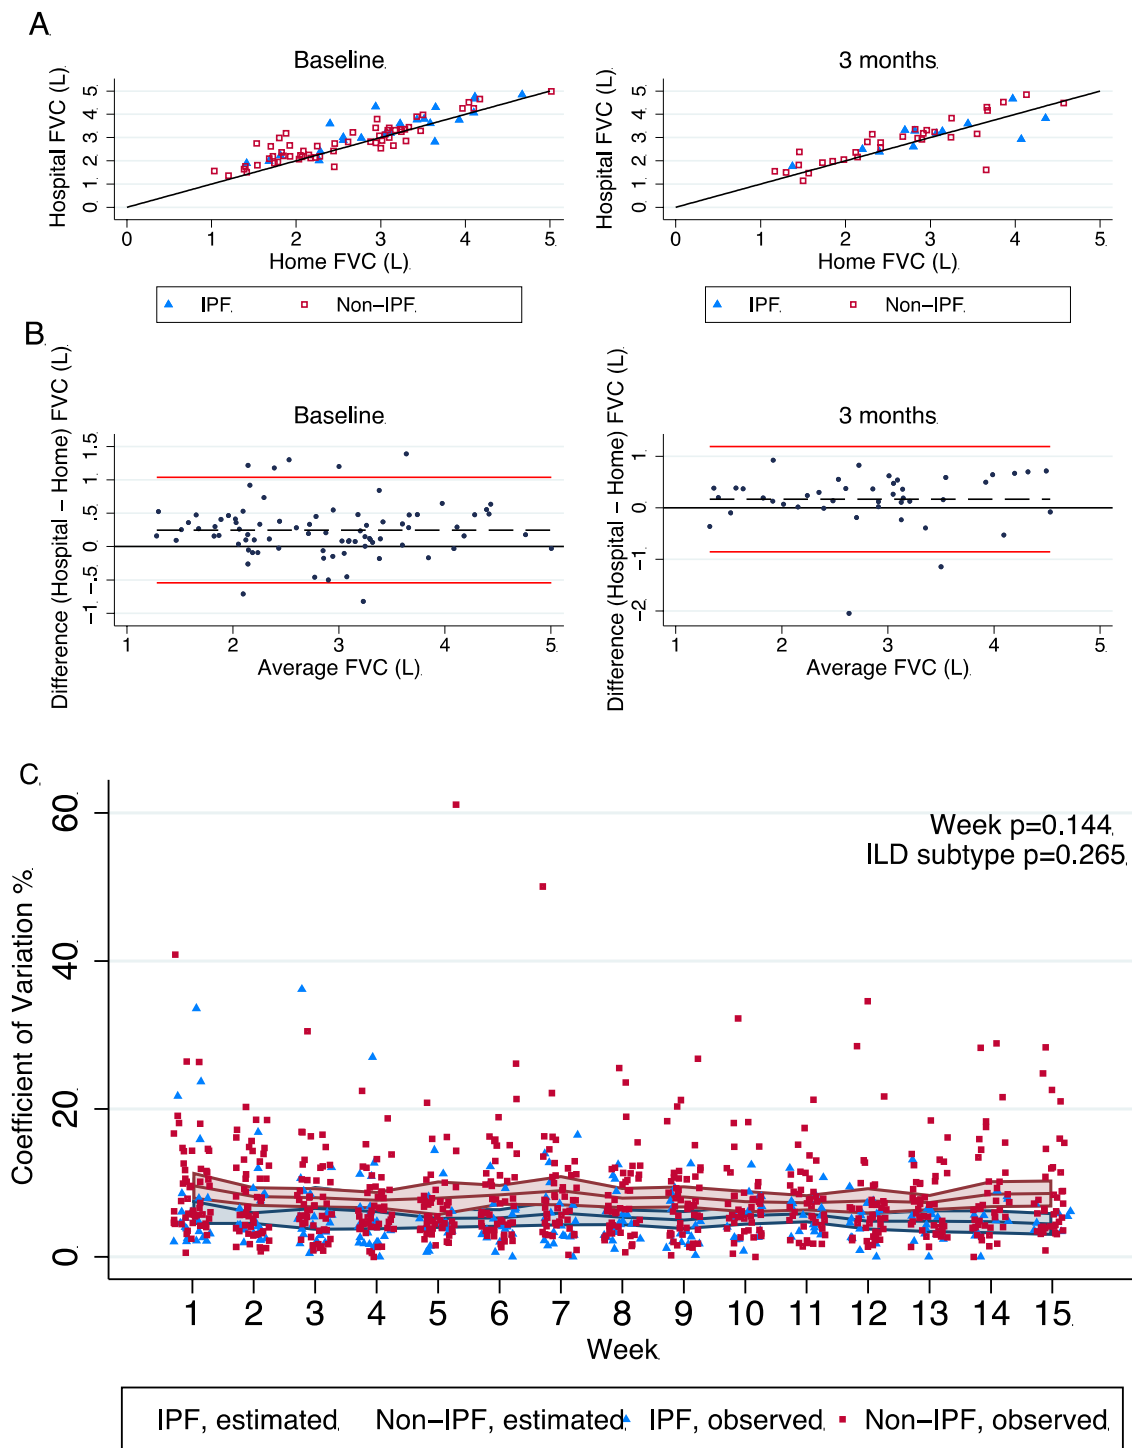 A
Baseline
3 months
Hospital FVC (L)
5
4
3
2
1
0
0 1 2 3 4 5
Home FVC (L)
Hospital FVC (L)
5
4
3
2
1
0
0 1 2 3 4 5
Home FVC (L)
IPF Non-IPF
IPF Non-IPF
B
Baseline
3 months
Difference (Hospital - Home) FVC (L)
1.5
1
.5
0
-.5
-1
1 2 3 4 5
Average FVC (L)
Difference (Hospital - Home) FVC (L)
1
0
-1
-2
1 2 3 4 5
Average FVC (L)
C
Week p=0.144
ILD subtype p=0.265
Coefficient of Variation %
60
40
20
0
1 2 3 4 5 6 7 8 9 10 11 12 13 14 15
Week
IPF, estimated Non-IPF, estimated IPF, observed Non-IPF, observed